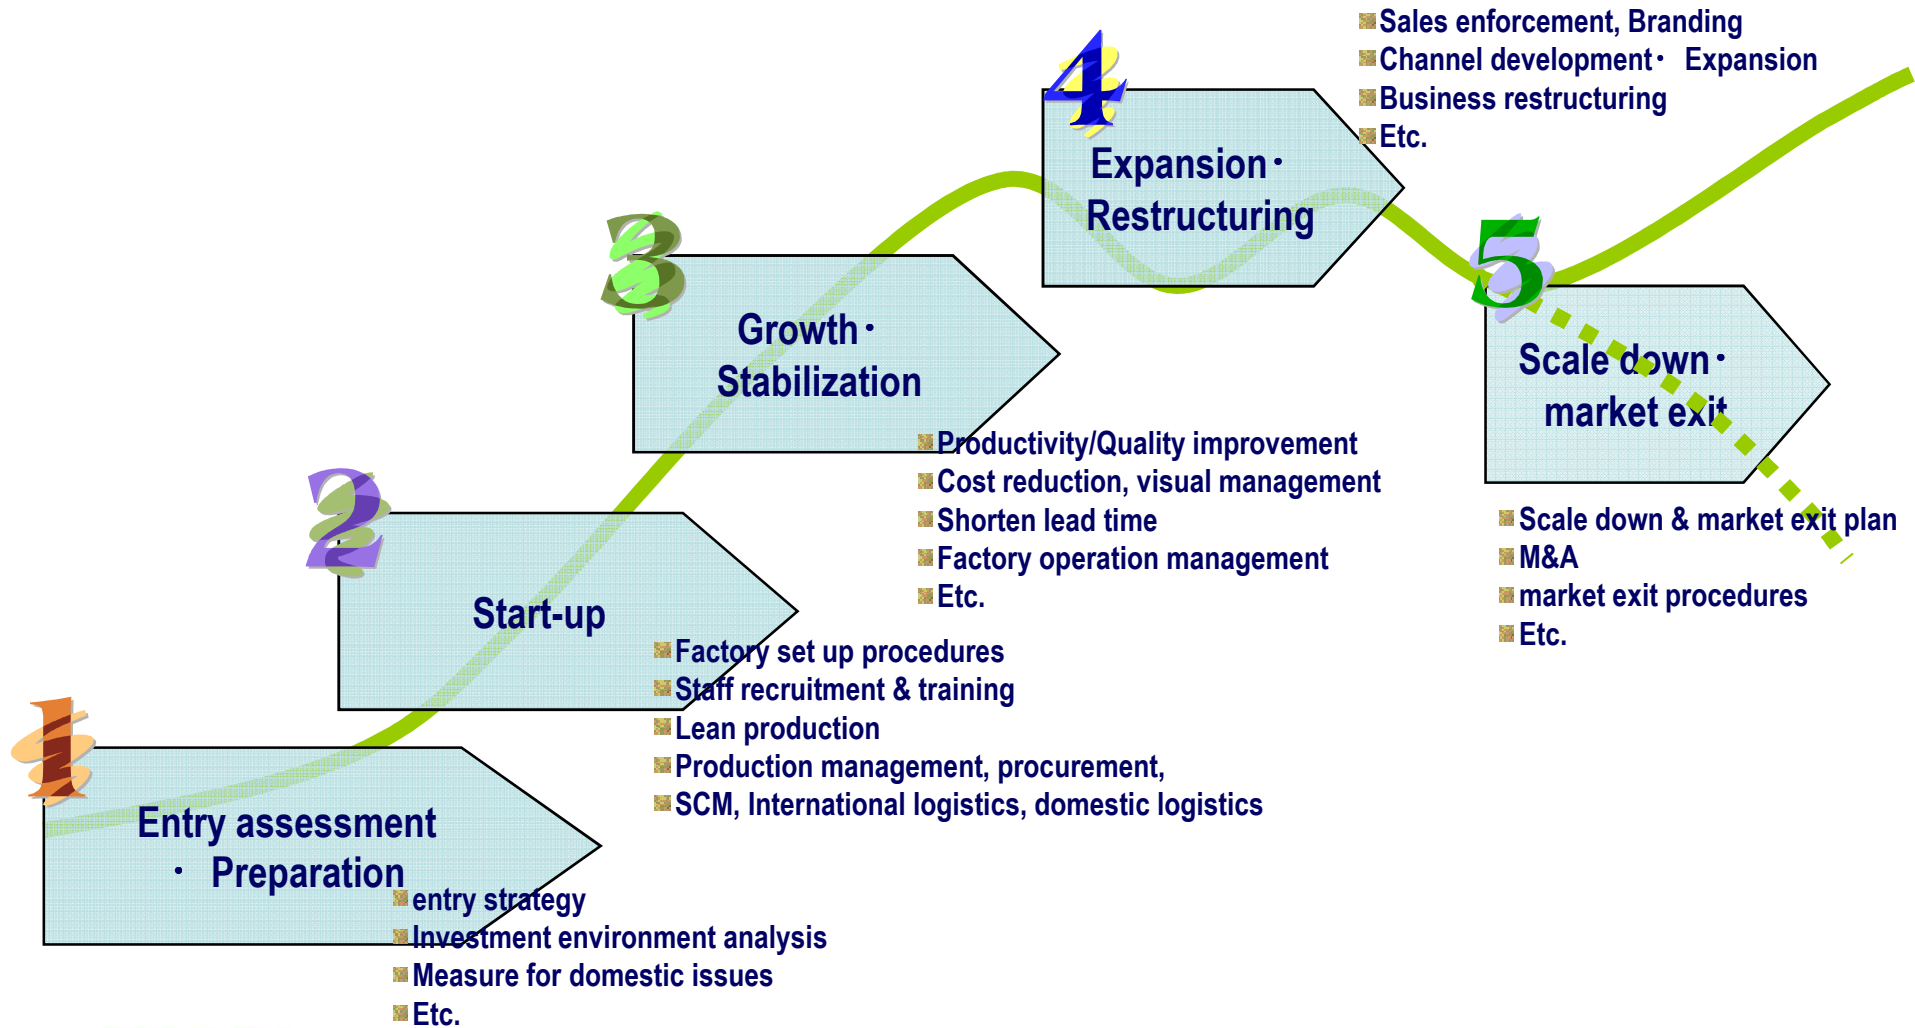 1
Entry assessment
・ Preparation
entry strategy
Investment environment analysis
Measure for domestic issues
Etc.
2
Start-up
Factory set up procedures
Staff recruitment & training
Lean production
Production management, procurement,
SCM, International logistics, domestic logistics
3
Growth・
Stabilization
Productivity/Quality improvement
Cost reduction, visual management
Shorten lead time
Factory operation management
Etc.
4
Expansion・
Restructuring
Sales enforcement, Branding
Channel development・ Expansion
Business restructuring
Etc.
5
Scale down・
market exit
Scale down & market exit plan
M&A
market exit procedures
Etc.